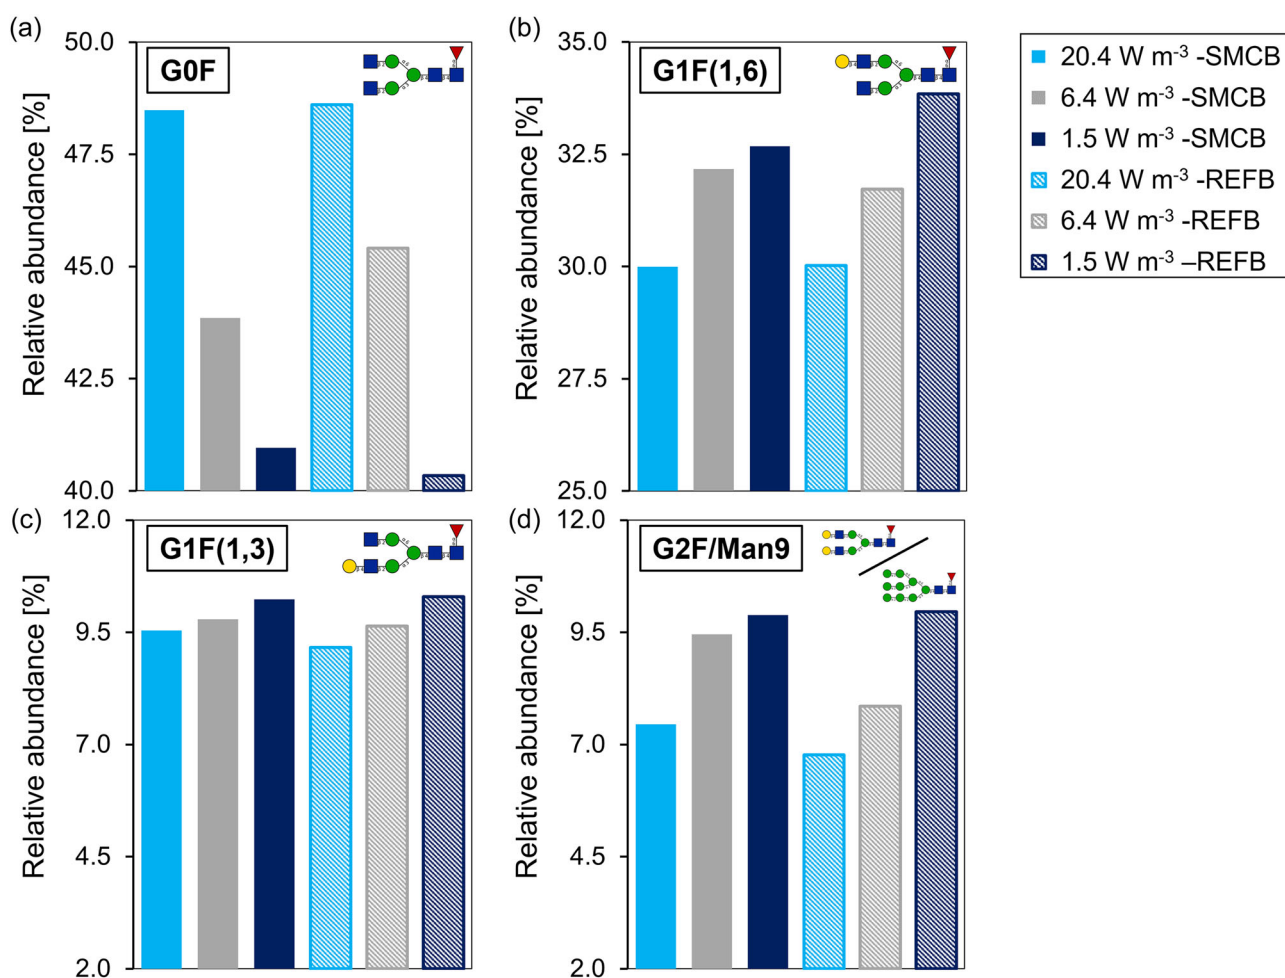 (a)
G0F
Relative abundance [%]
50.0
47.5
45.0
42.5
40.0
(b)
G1F(1,6)
Relative abundance [%]
35.0
32.5
30.0
27.5
25.0
20.4 W m-3 -SMCB
6.4 W m-3 -SMCB
1.5 W m-3 -SMCB
20.4 W m-3 -REFB
6.4 W m-3 -REFB
1.5 W m-3 –REFB
(c)
G1F(1,3)
Relative abundance [%]
12.0
9.5
7.0
4.5
2.0
(d)
G2F/Man9
Relative abundance [%]
12.0
9.5
7.0
4.5
2.0